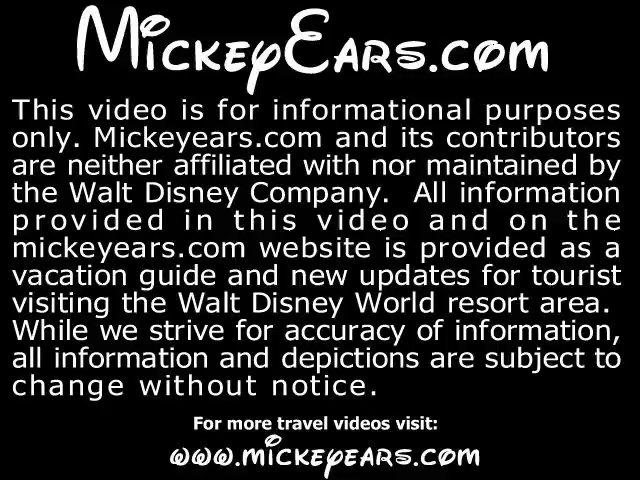 MickeyEars.com
This video is for informational purposes
only. Mickeyears.com and its contributors
are neither affiliated with nor maintained by
the Walt Disney Company. All information
provided in this video and on the
mickeyears.com website is provided as a
vacation guide and new updates for tourist
visiting the Walt Disney World resort area.
While we strive for accuracy of information,
all information and depictions are subject to
change without notice.
For more travel videos visit:
www.mickeyears.com